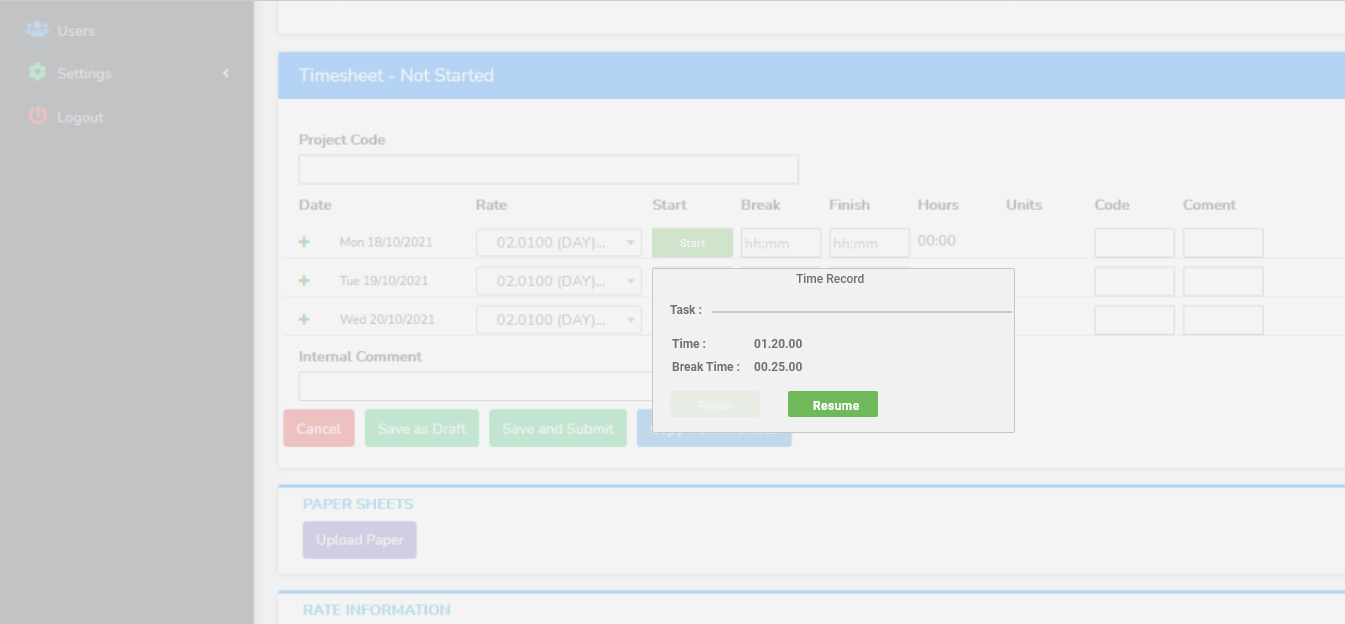 Users
Settings
Logout
Timesheet - Not Started
Project Code
Date Rate Start Break Finish Hours Units Code Coment
Mon 18/10/2021 02.0100 (DAY)... Start hh:mm hh:mm 00:00
Tue 19/10/2021 02.0100 (DAY)...
Wed 20/10/2021 02.0100 (DAY)...
Time Record
Task :
Time : 01.20.00
Break Time : 00.25.00
Finish Resume
Internal Comment
Cancel Save as Draft Save and Submit
PAPER SHEETS
Upload Paper
RATE INFORMATION